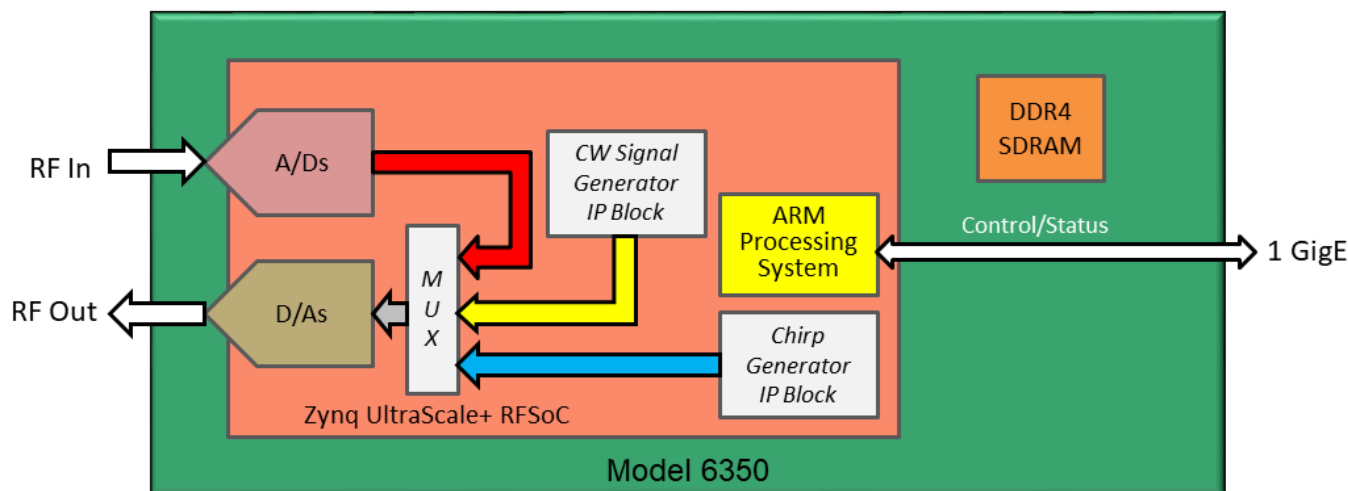 RF In
A/Ds
CW Signal
Generator
IP Block
DDR4
SDRAM
ARM
Processing
System
Control/Status
1 GigE
RF Out
D/As
M
U
X
Chirp
Generator
IP Block
Zynq UltraScale+ RFSoC
Model 6350